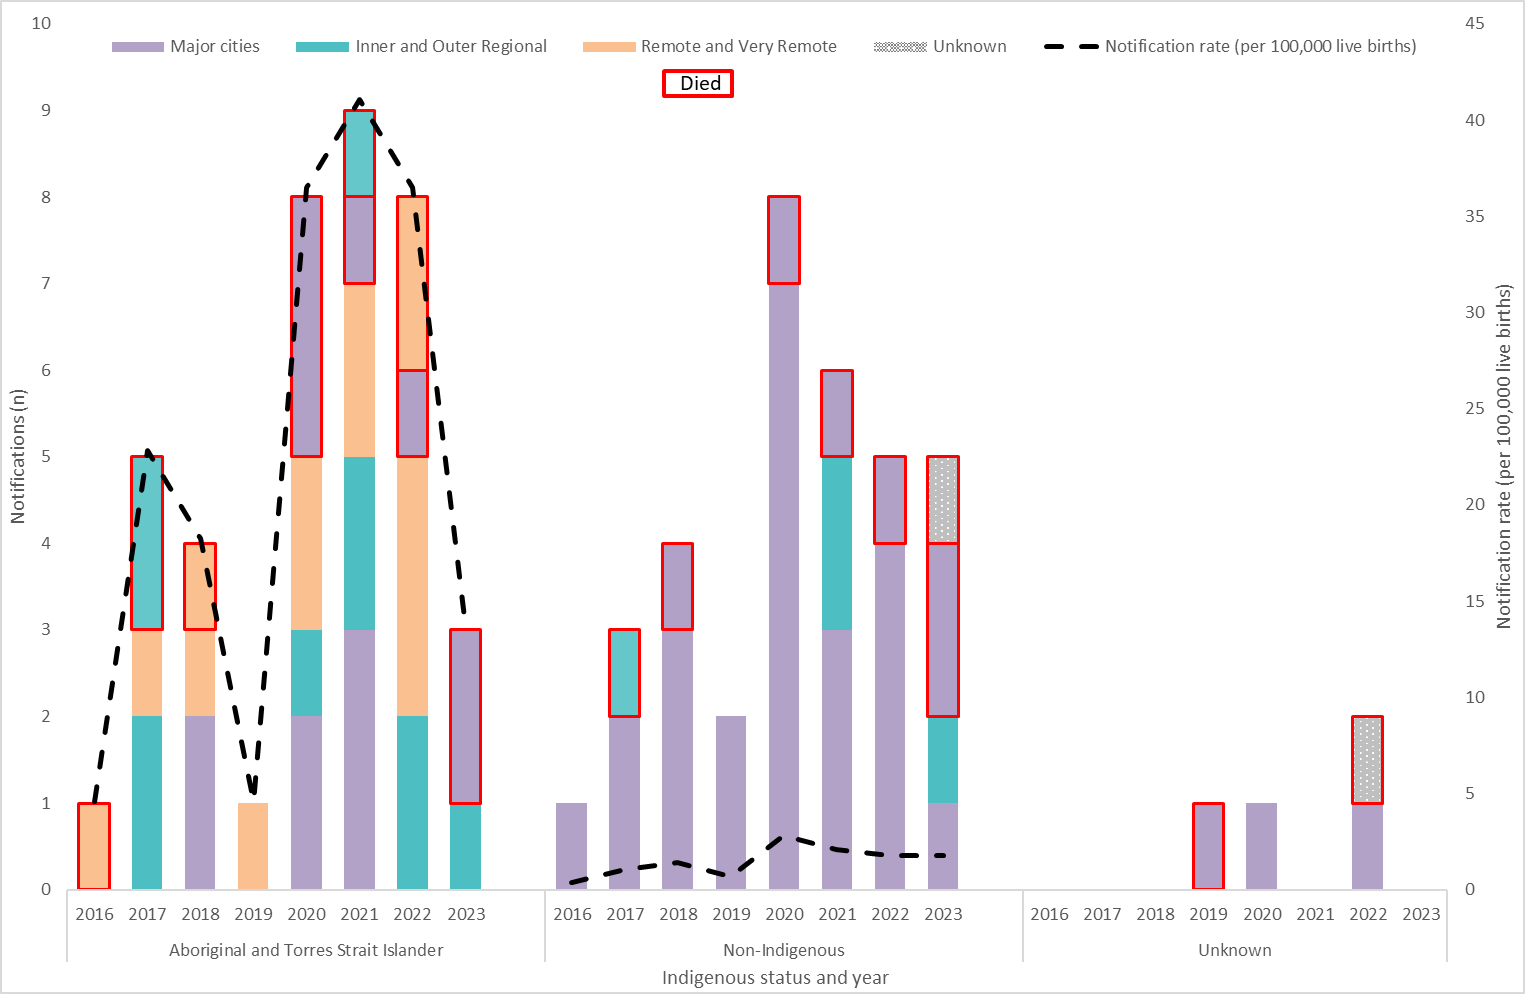 Major cities
Inner and Outer Regional
Remote and Very Remote
Unknown
Notification rate (per 100,000 live births)
Died
Notifications (n)
10
9
8
7
6
5
4
3
2
1
0
Notification rate (per 100,000 live births)
45
40
35
30
25
20
15
10
5
0
2016 2017 2018 2019 2020 2021 2022 2023 2016 2017 2018 2019 2020 2021 2022 2023 2016 2017 2018 2019 2020 2021 2022 2023
Aboriginal and Torres Strait Islander Non-Indigenous Unknown
Indigenous status and year